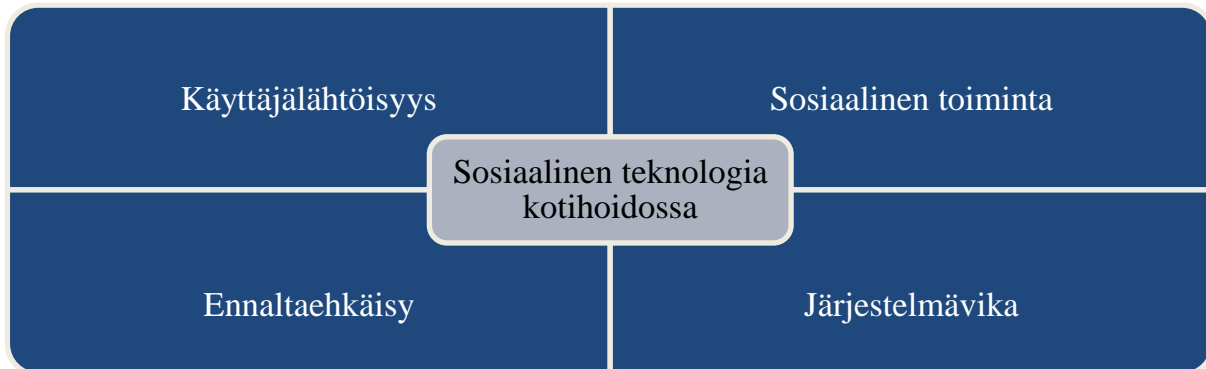 Käyttäjälähtöisyys
Sosiaalinen toiminta
Sosiaalinen teknologia
kotihoidossa
Ennaltaehkäisy
Järjestelmävika